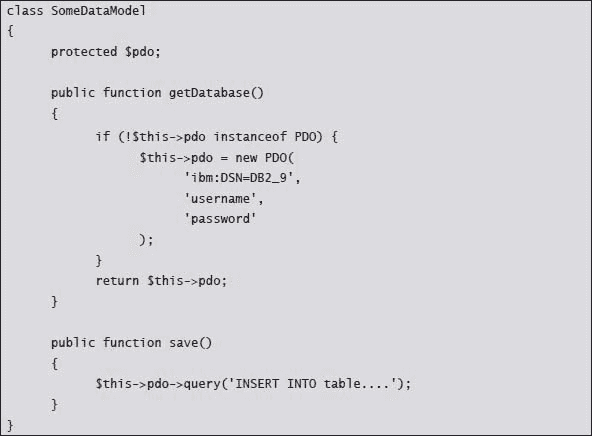 class SomeDataModel
{
protected $pdo;
public function getDatabase()
{
if (!$this->pdo instanceof PDO) {
$this->pdo = new PDO(
'ibm:DSN=DB2_9',
'username',
'password'
);
}
return $this->pdo;
}
public function save()
{
$this->pdo->query('INSERT INTO table....');
}
}